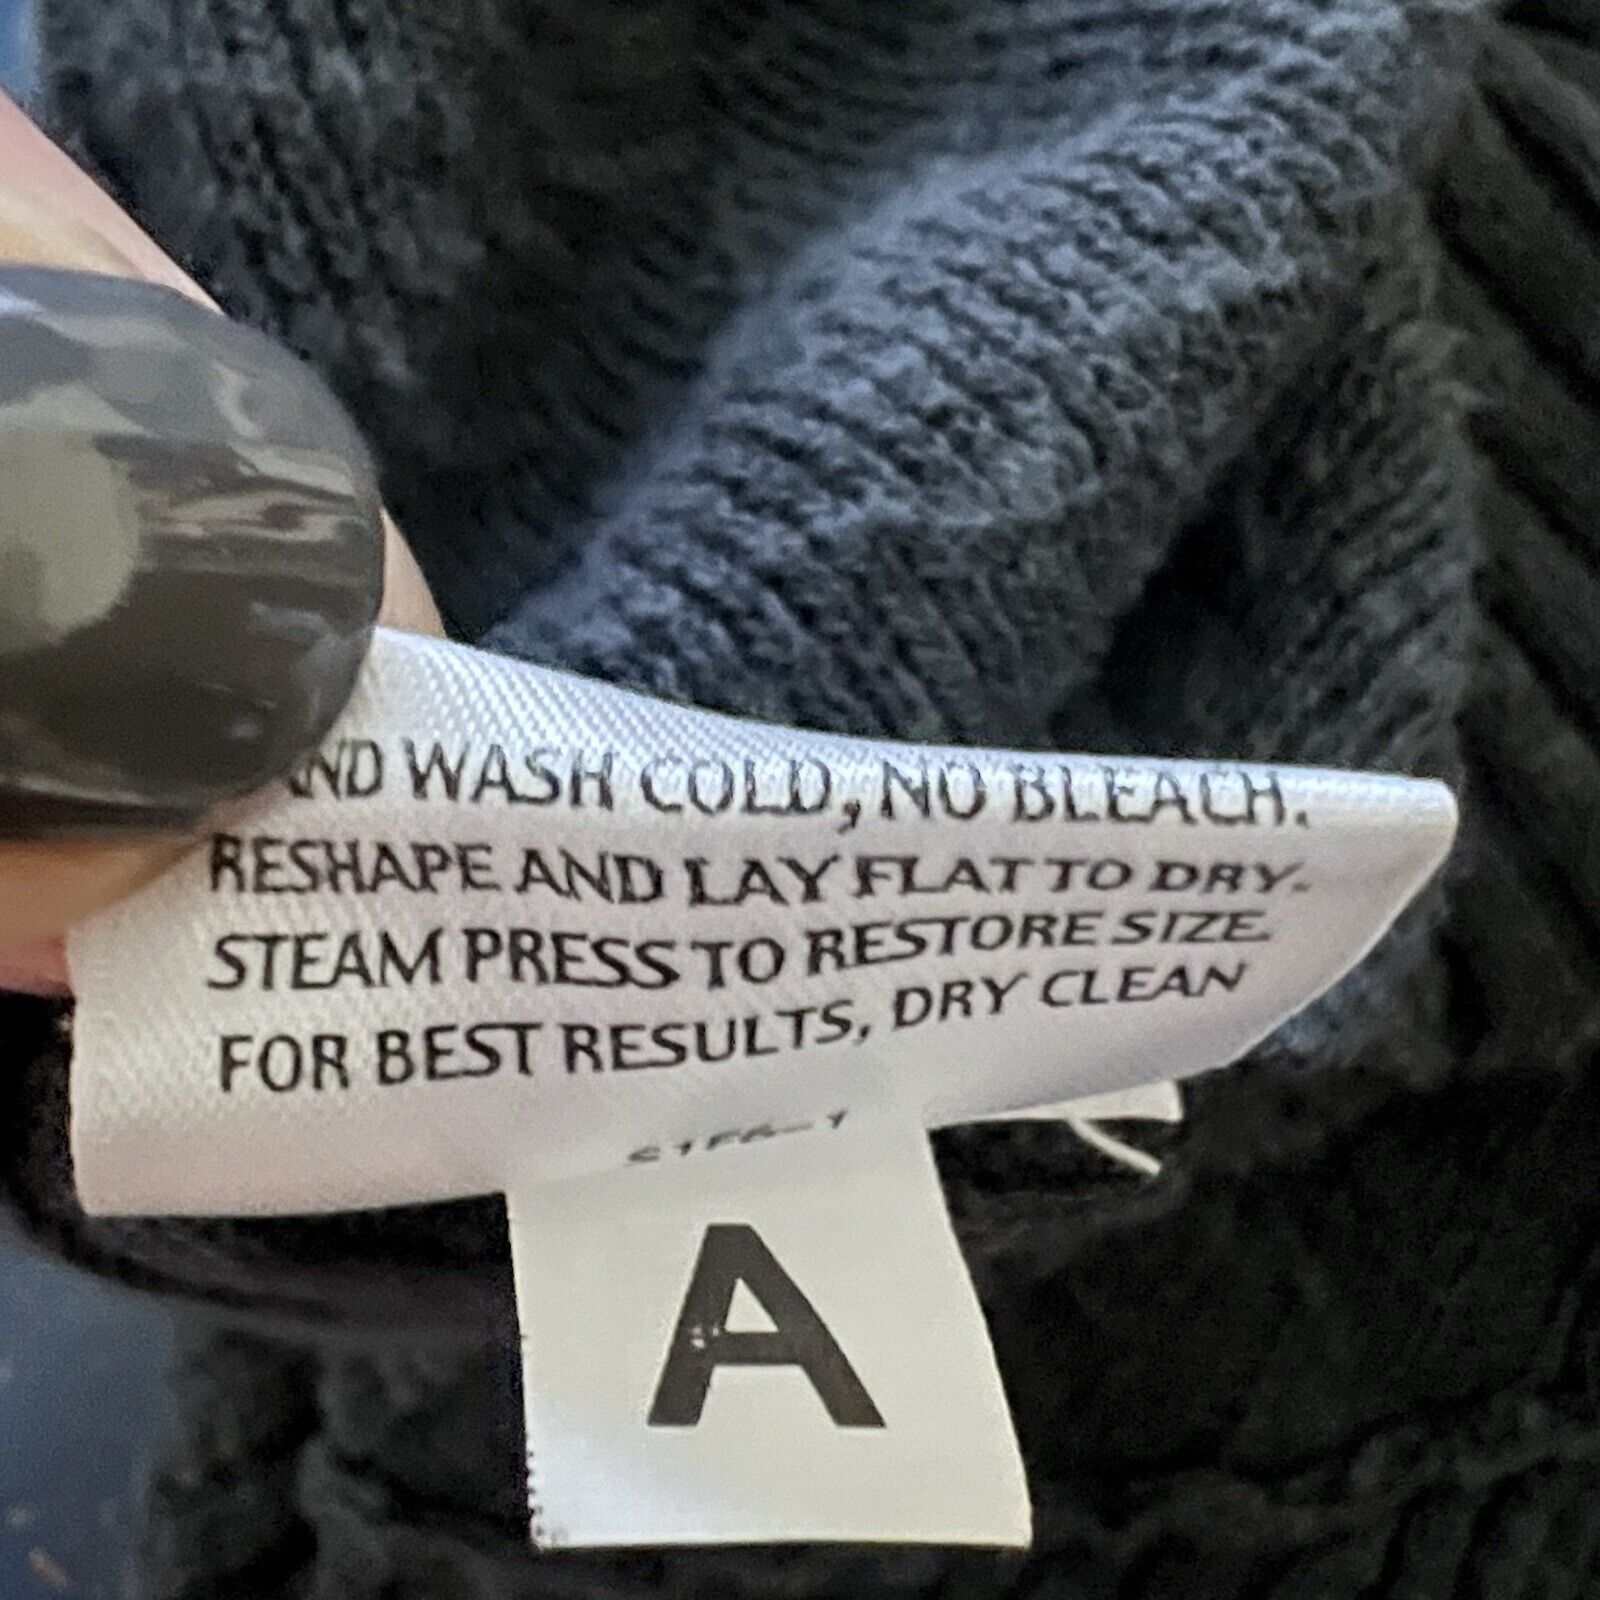 AND WASH COLD, NO BLEACH.
RESHAPE AND LAY FLAT TO DRY.
STEAM PRESS TO RESTORE SIZE.
FOR BEST RESULTS, DRY CLEAN
A